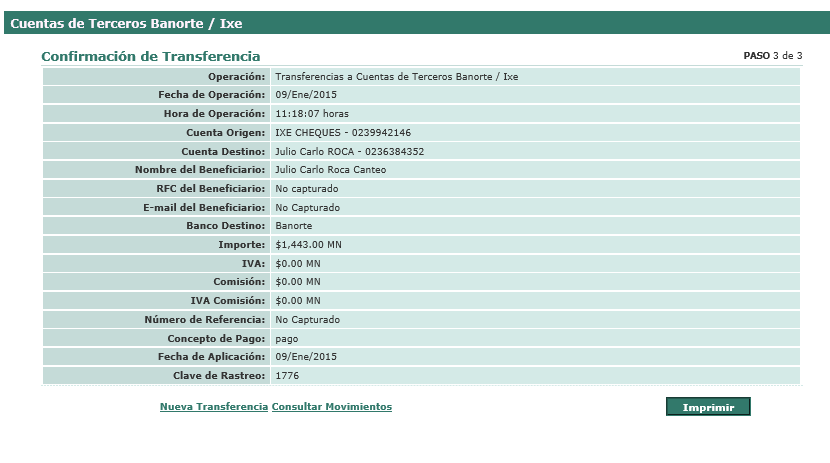 Cuentas de Terceros Banorte / Ixe
Confirmación de Transferencia PASO 3 de 3
Operación: Transferencias a Cuentas de Terceros Banorte / Ixe
Fecha de Operación: 09/Ene/2015
Hora de Operación: 11:18:07 horas
Cuenta Origen: IXE CHEQUES - 0239942146
Cuenta Destino: Julio Carlo ROCA - 0236384352
Nombre del Beneficiario: Julio Carlo Roca Canteo
RFC del Beneficiario: No capturado
E-mail del Beneficiario: No Capturado
Banco Destino: Banorte
Importe: $1,443.00 MN
IVA: $0.00 MN
Comisión: $0.00 MN
IVA Comisión: $0.00 MN
Número de Referencia: No Capturado
Concepto de Pago: pago
Fecha de Aplicación: 09/Ene/2015
Clave de Rastreo: 1776
Nueva Transferencia Consultar Movimientos Imprimir